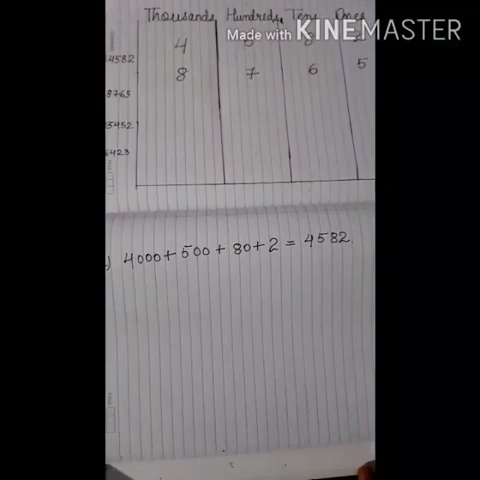 Thousands Hundreds Tens Ones
Made with KINEMASTER
4582 4
8765 8 7 6 5
3452
6423
) 4000 + 500 + 80 + 2 = 4582.